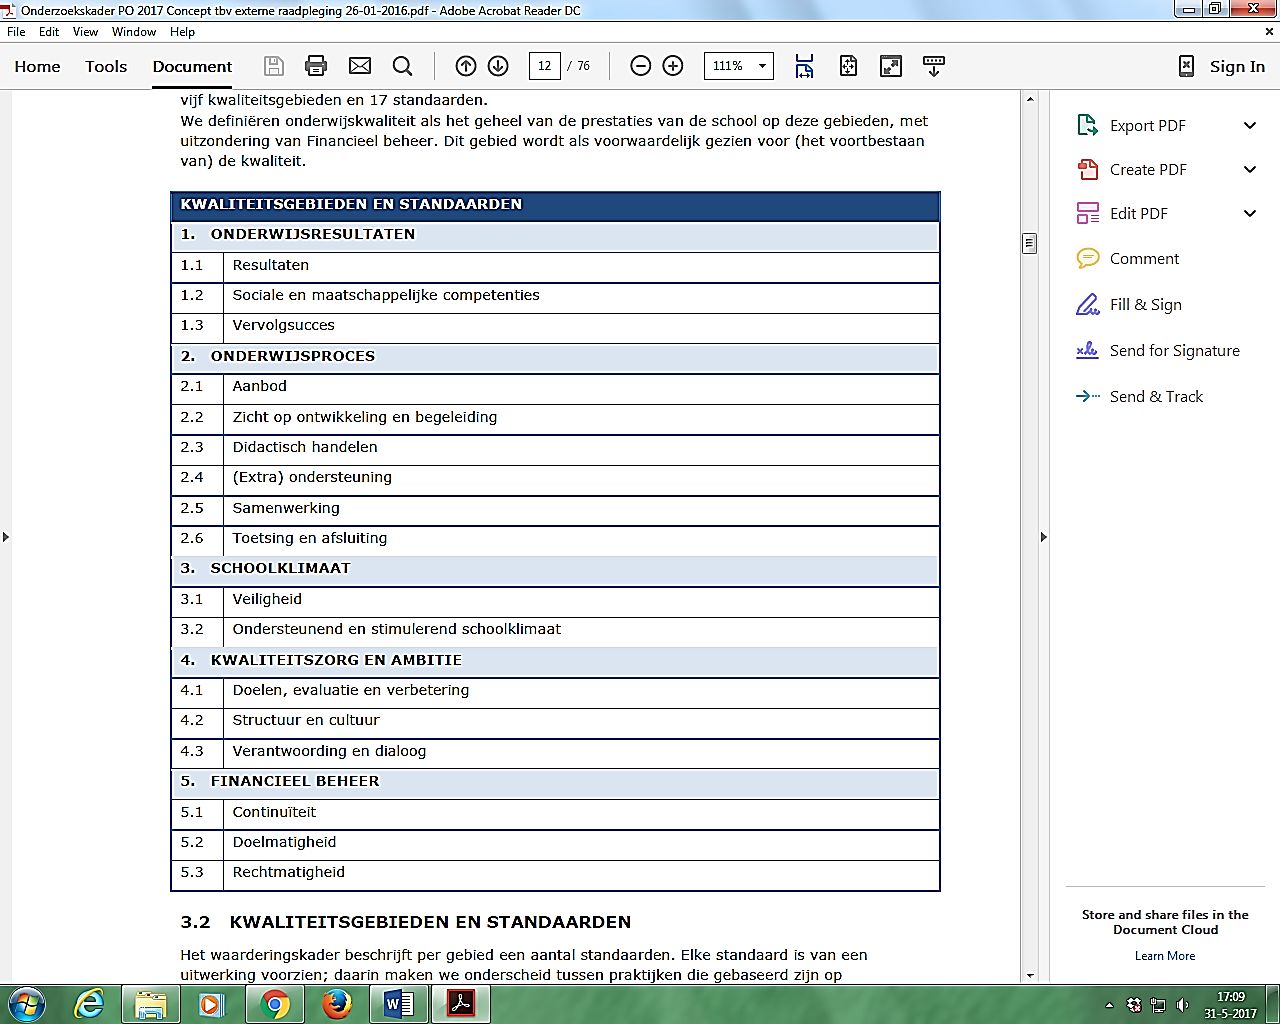 Onderzoekskader PO 2017 Concept tbv externe raadpleging 26-01-2016.pdf - Adobe Acrobat Reader DC
File Edit View Window Help
Home Tools Document 12 / 76 111% Sign In
vijf kwaliteitsgebieden en 17 standaarden.
We definiëren onderwijskwaliteit als het geheel van de prestaties van de school op deze gebieden, met
uitzondering van Financieel beheer. Dit gebied wordt als voorwaardelijk gezien voor (het voortbestaan
van) de kwaliteit.
KWALITEITSGEBIEDEN EN STANDAARDEN
1. ONDERWIJSRESULTATEN
1.1 Resultaten
1.2 Sociale en maatschappelijke competenties
1.3 Vervolgsucces
2. ONDERWIJSPROCES
2.1 Aanbod
2.2 Zicht op ontwikkeling en begeleiding
2.3 Didactisch handelen
2.4 (Extra) ondersteuning
2.5 Samenwerking
2.6 Toetsing en afsluiting
3. SCHOOLKLIMAAT
3.1 Veiligheid
3.2 Ondersteunend en stimulerend schoolklimaat
4. KWALITEITSZORG EN AMBITIE
4.1 Doelen, evaluatie en verbetering
4.2 Structuur en cultuur
4.3 Verantwoording en dialoog
5. FINANCIEEL BEHEER
5.1 Continuïteit
5.2 Doelmatigheid
5.3 Rechtmatigheid
3.2 KWALITEITSGEBIEDEN EN STANDAARDEN
Het waarderingskader beschrijft per gebied een aantal standaarden. Elke standaard is van een
uitwerking voorzien; daarin maken we onderscheid tussen praktijken die gebaseerd zijn op
Export PDF
Create PDF
Edit PDF
Comment
Fill & Sign
Send for Signature
Send & Track
Store and share files in the
Document Cloud
Learn More
17:09
31-5-2017